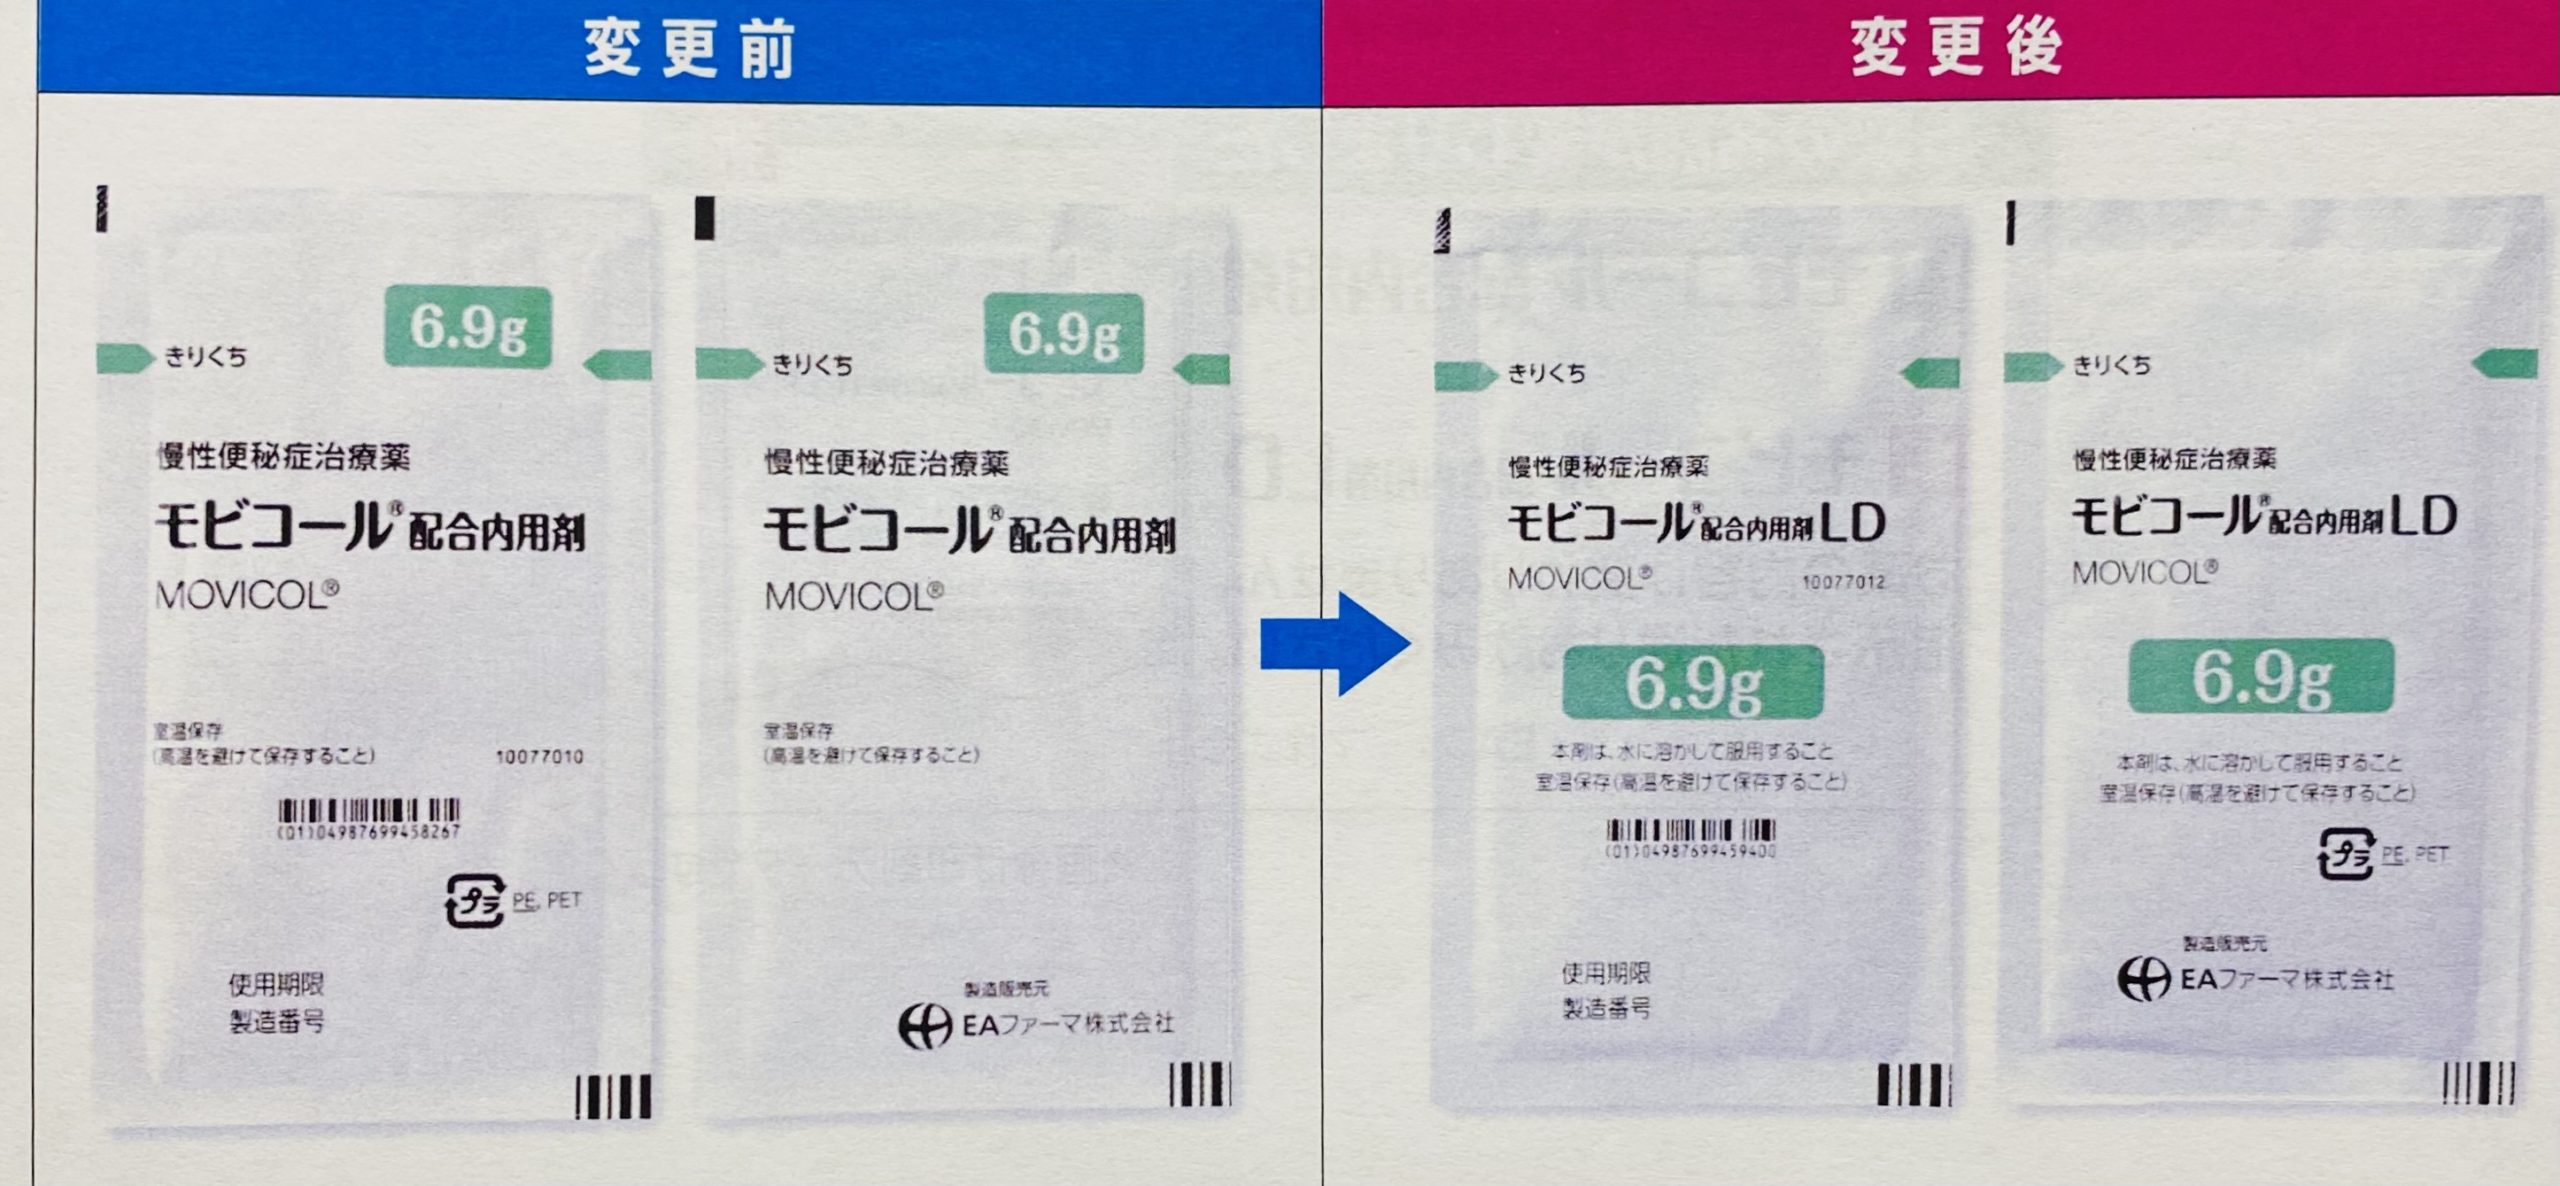 変更前
6.9g
きりくち
慢性便秘症治療薬
モビコール®配合内用剤
MOVICOL®
室温保存
(高温を避けて保存すること)
10077010
(01)04987699458267
プラ PE, PET
使用期限
製造番号
6.9g
きりくち
慢性便秘症治療薬
モビコール®配合内用剤
MOVICOL®
室温保存
(高温を避けて保存すること)
製造販売元
EAファーマ株式会社
変更後
きりくち
慢性便秘症治療薬
モビコール®配合内用剤LD
MOVICOL®
10077012
6.9g
本剤は、水に溶かして服用すること
室温保存(高温を避けて保存すること)
(01)04987699459400
使用期限
製造番号
きりくち
慢性便秘症治療薬
モビコール®配合内用剤LD
MOVICOL®
6.9g
本剤は、水に溶かして服用すること
室温保存(高温を避けて保存すること)
プラ PE, PET
製造販売元
EAファーマ株式会社